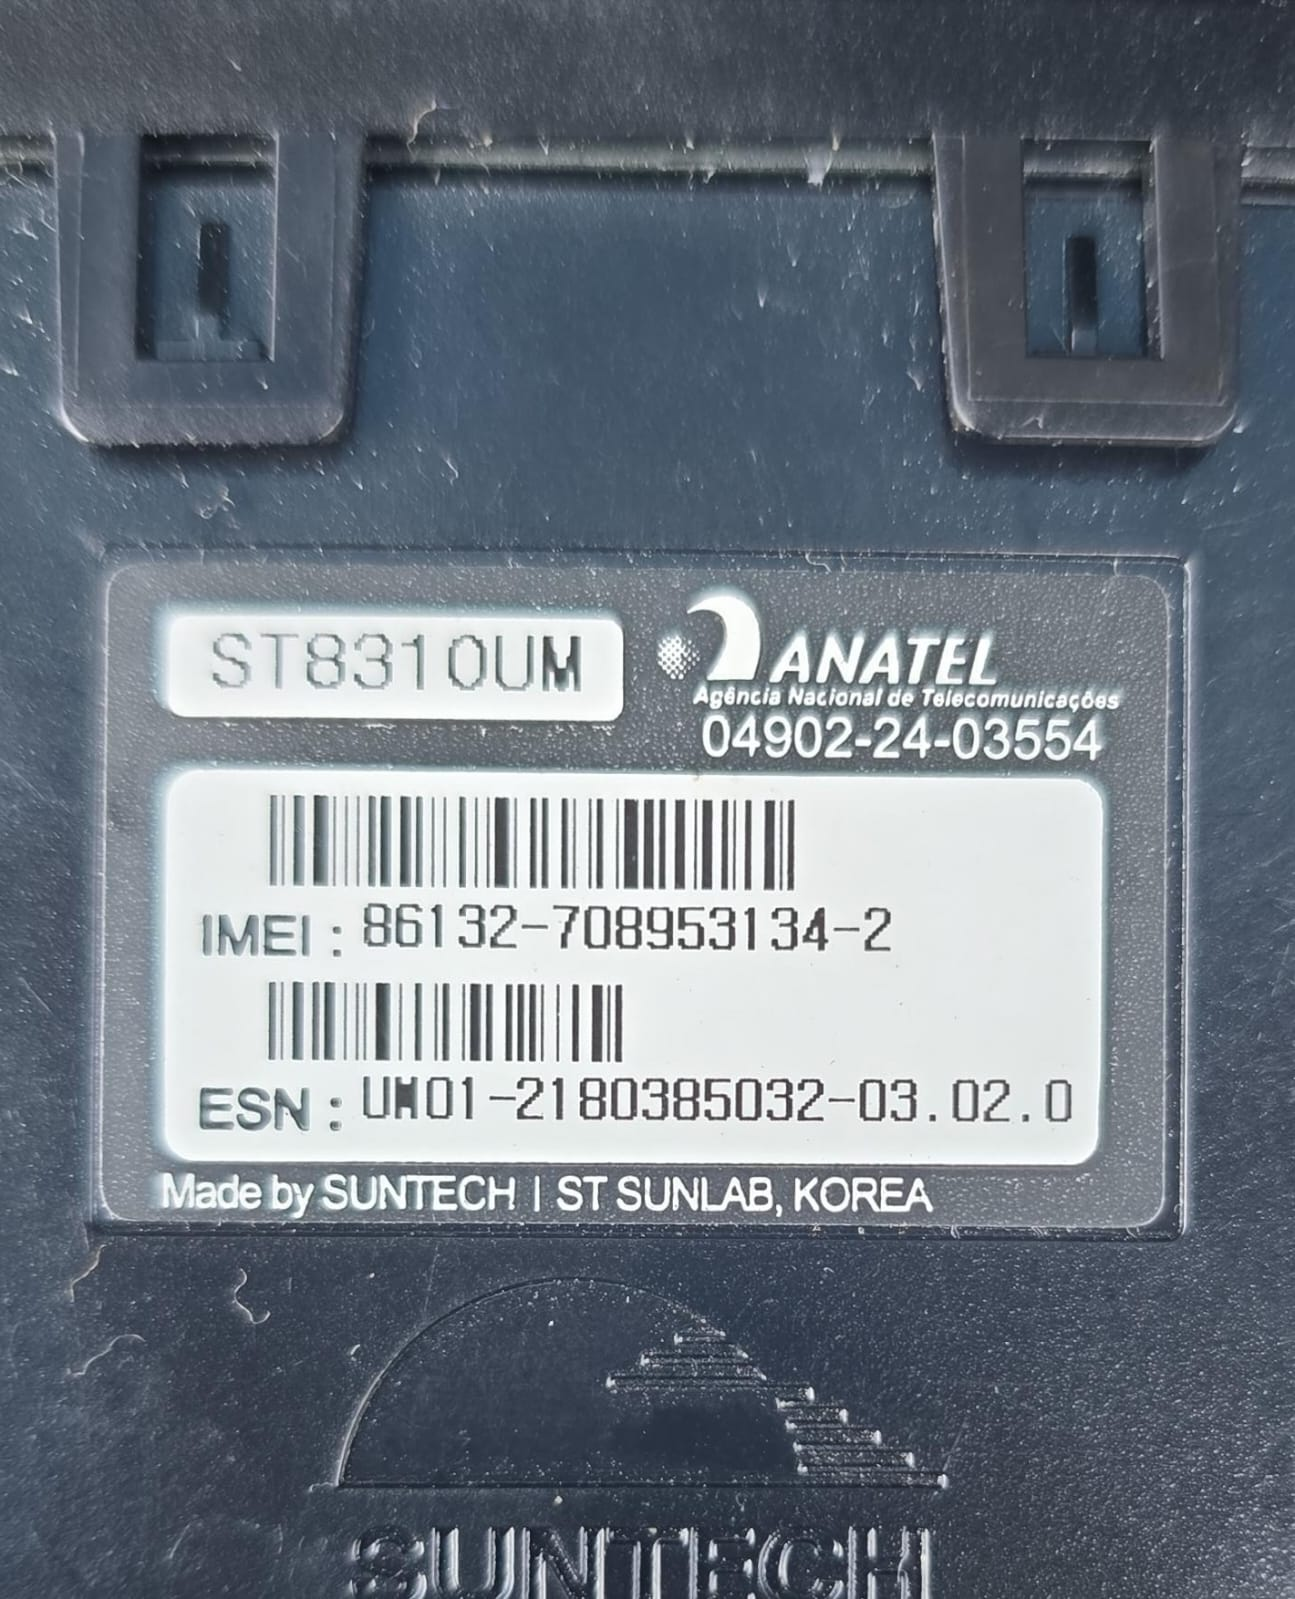 ST8310UM
ANATEL
Agência Nacional de Telecomunicações
04902-24-03554
IMEI : 86132-708953134-2
ESN : UM01-2180385032-03.02.0
Made by SUNTECH | ST SUNLAB, KOREA
SUNTECH